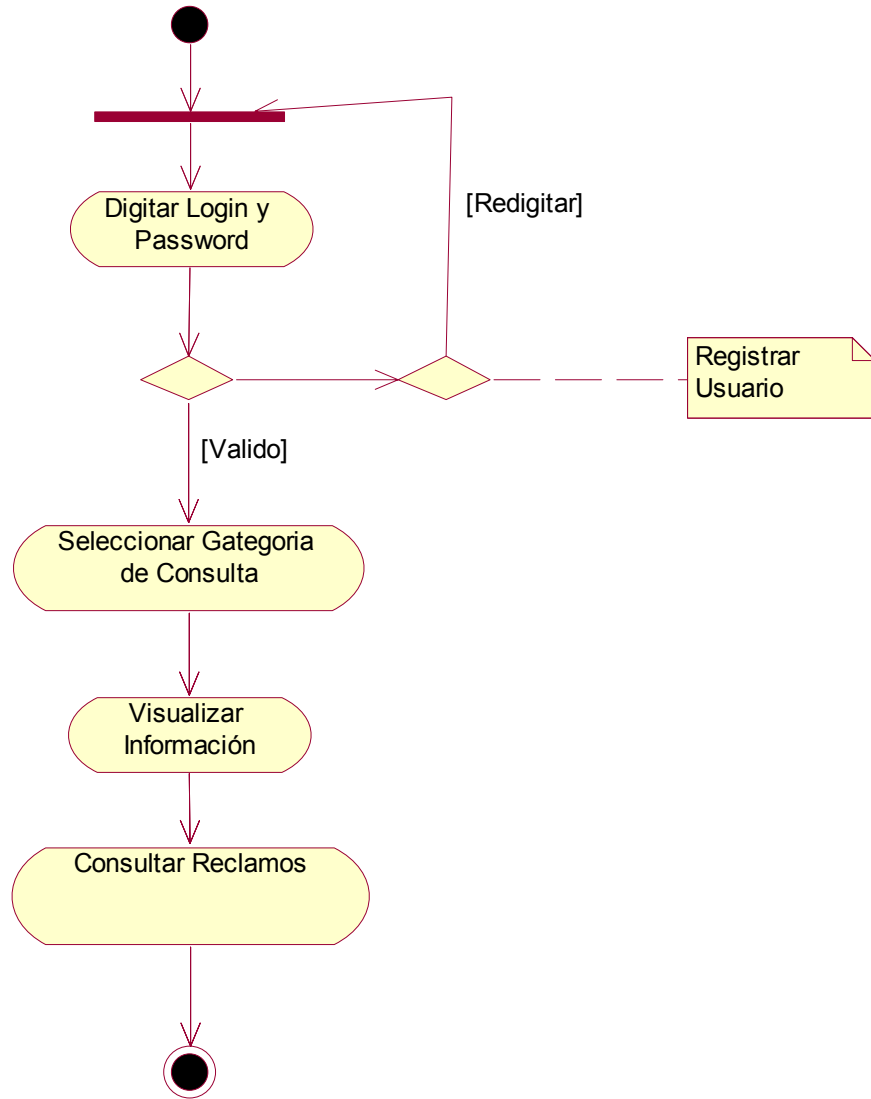 Digitar Login y
Password
[Redigitar]
Registrar
Usuario
[Valido]
Seleccionar Gategoria
de Consulta
Visualizar
Información
Consultar Reclamos